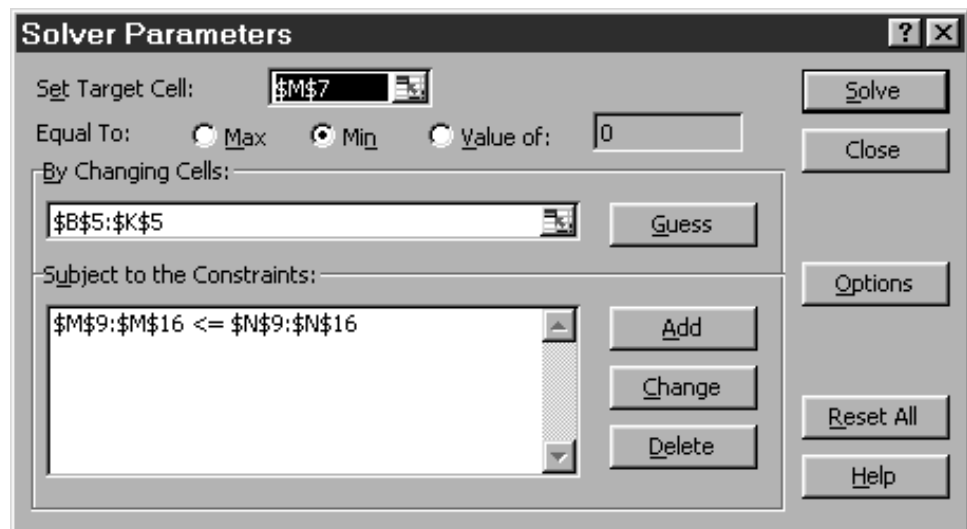 Solver Parameters ? X
Set Target Cell: $M$7 Solve
Equal To: Max Min Value of: 0
Close
By Changing Cells:
$B$5:$K$5 Guess
Subject to the Constraints: Options
$M$9:$M$16 <= $N$9:$N$16 Add
Change
Reset All
Delete
Help